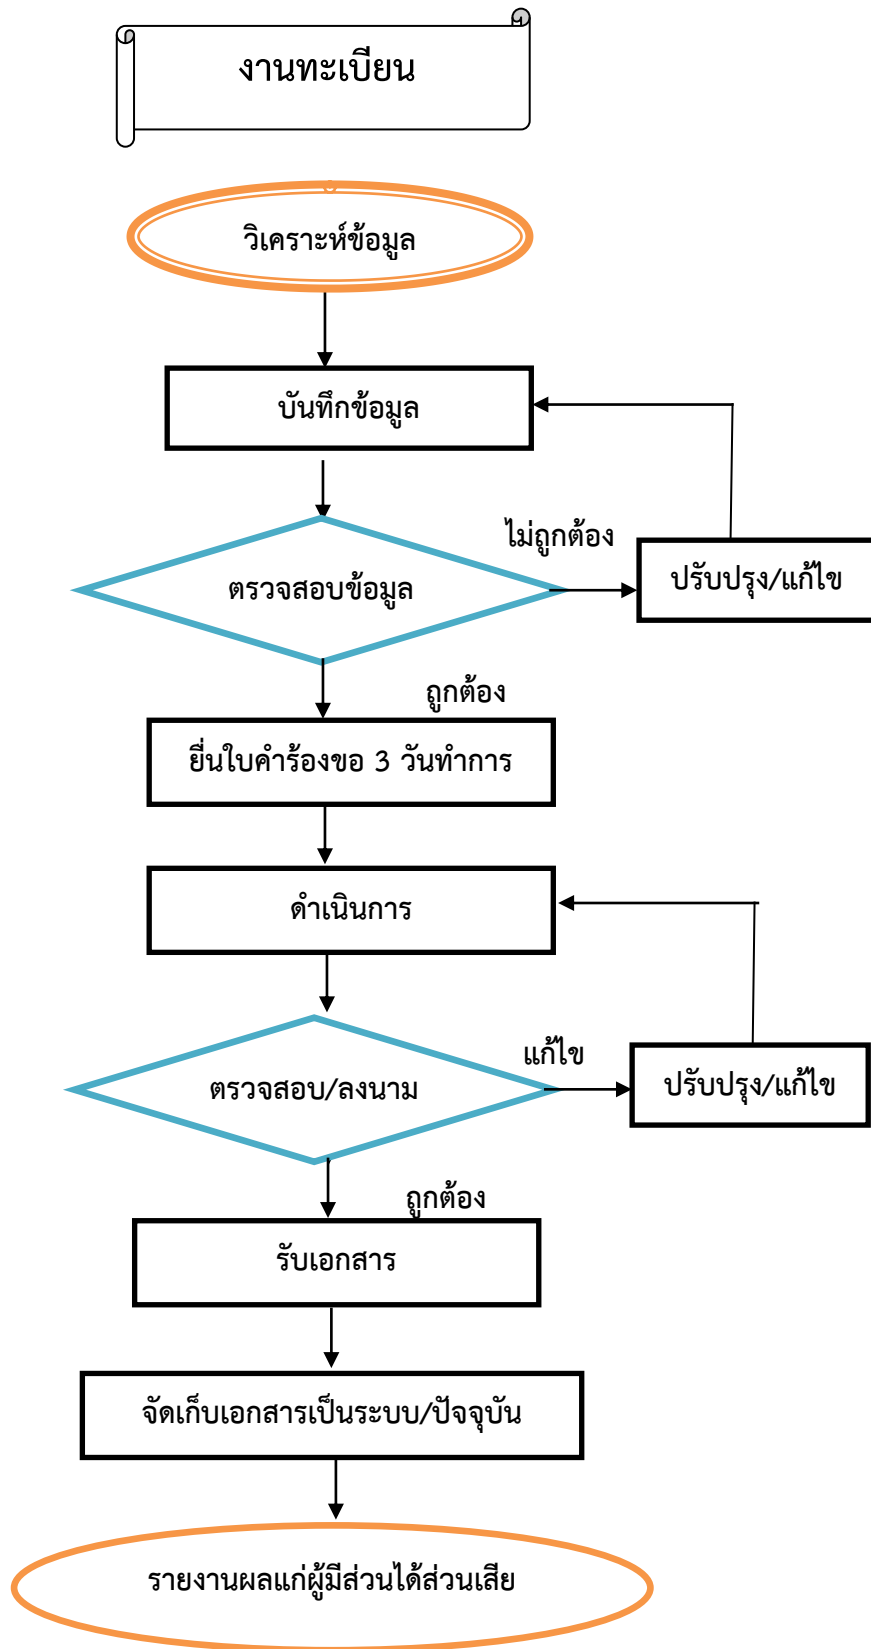 งานทะเบียน
วิเคราะห์ข้อมูล
บันทึกข้อมูล
ไม่ถูกต้อง
ตรวจสอบข้อมูล
ปรับปรุง/แก้ไข
ถูกต้อง
ยื่นใบคำร้องขอ 3 วันทำการ
ดำเนินการ
แก้ไข
ตรวจสอบ/ลงนาม
ปรับปรุง/แก้ไข
ถูกต้อง
รับเอกสาร
จัดเก็บเอกสารเป็นระบบ/ปัจจุบัน
รายงานผลแก่ผู้มีส่วนได้ส่วนเสีย